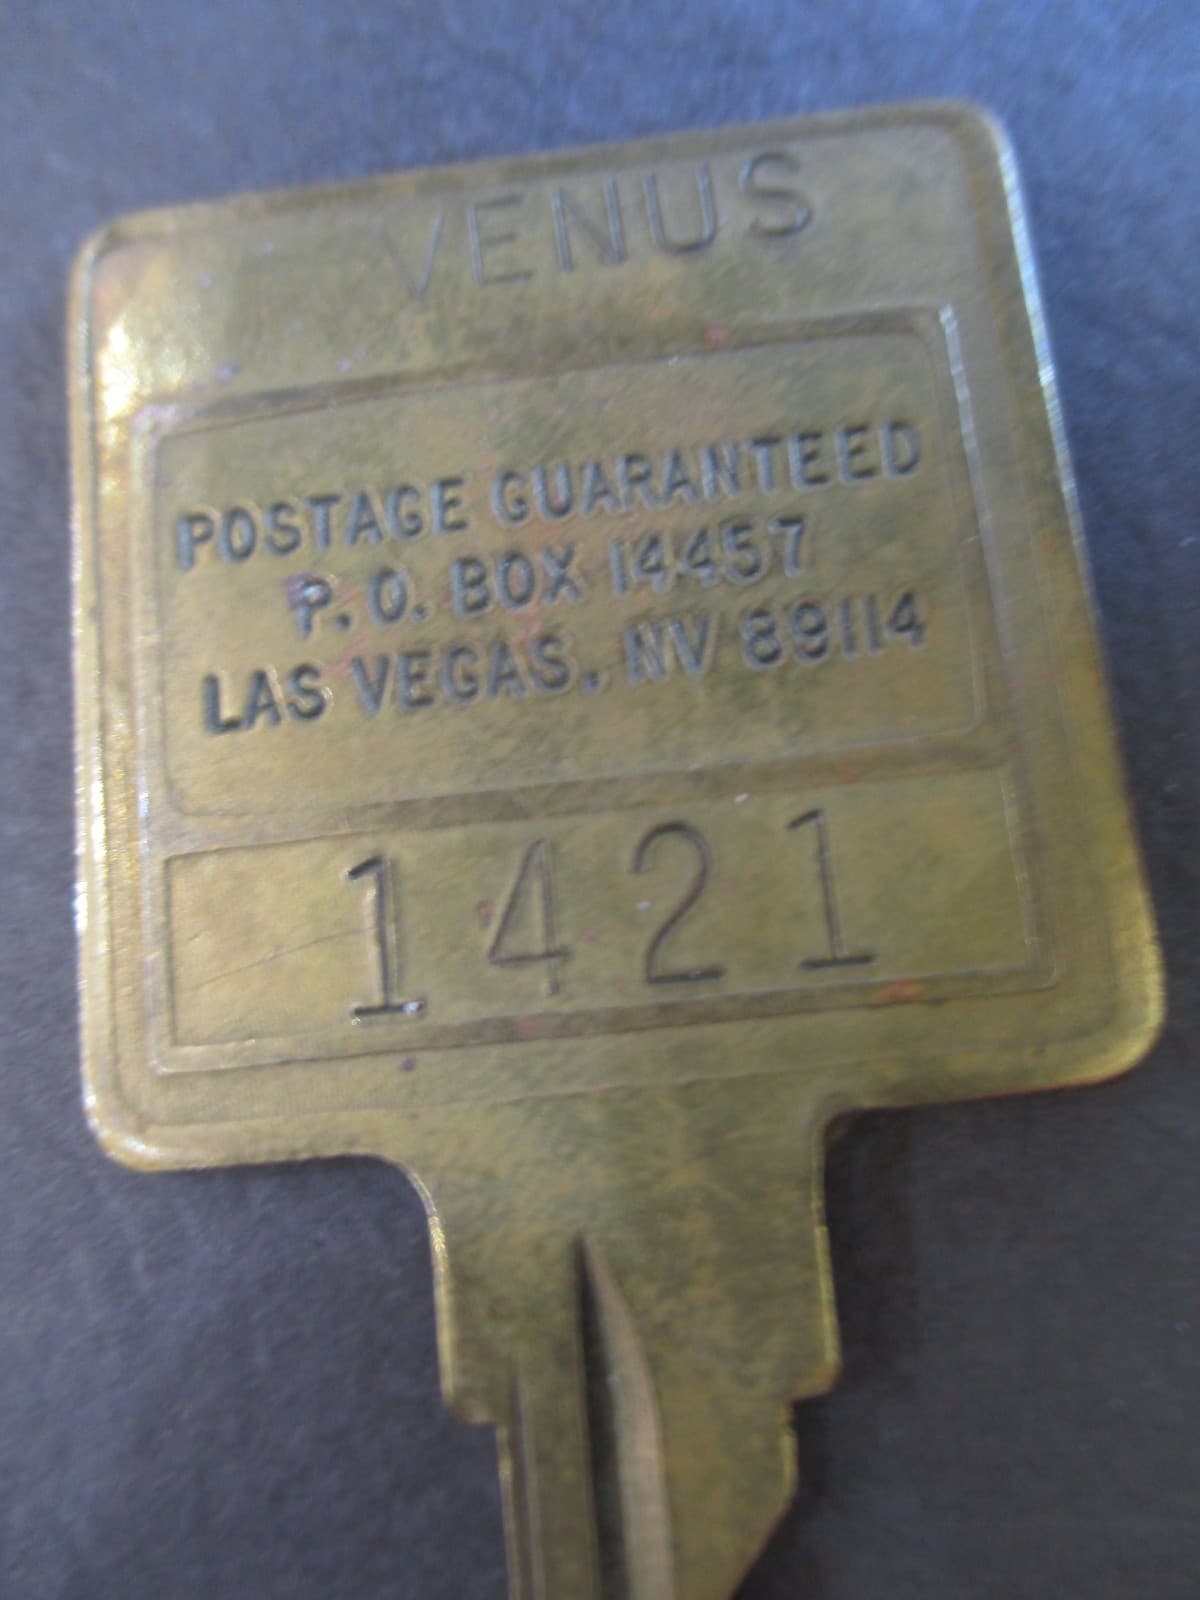 VENUS
POSTAGE GUARANTEED
P. O. BOX 14457
LAS VEGAS, NV 89114
1421